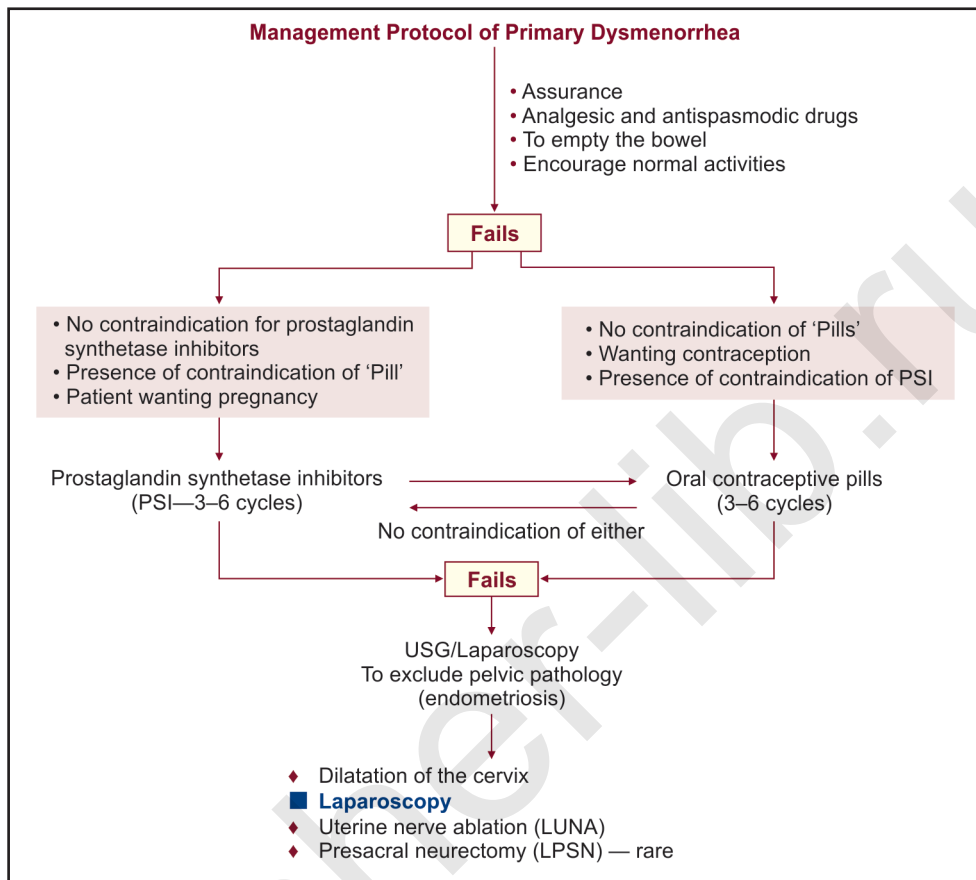 Management Protocol of Primary Dysmenorrhea
• Assurance
• Analgesic and antispasmodic drugs
• To empty the bowel
• Encourage normal activities
Fails
• No contraindication for prostaglandin
synthetase inhibitors
• Presence of contraindication of ‘Pill’
• Patient wanting pregnancy
• No contraindication of ‘Pills’
• Wanting contraception
• Presence of contraindication of PSI
Prostaglandin synthetase inhibitors
(PSI—3–6 cycles)
Oral contraceptive pills
(3–6 cycles)
No contraindication of either
Fails
USG/Laparoscopy
To exclude pelvic pathology
(endometriosis)
♦ Dilatation of the cervix
■ Laparoscopy
♦ Uterine nerve ablation (LUNA)
♦ Presacral neurectomy (LPSN) — rare
her-lib.ru